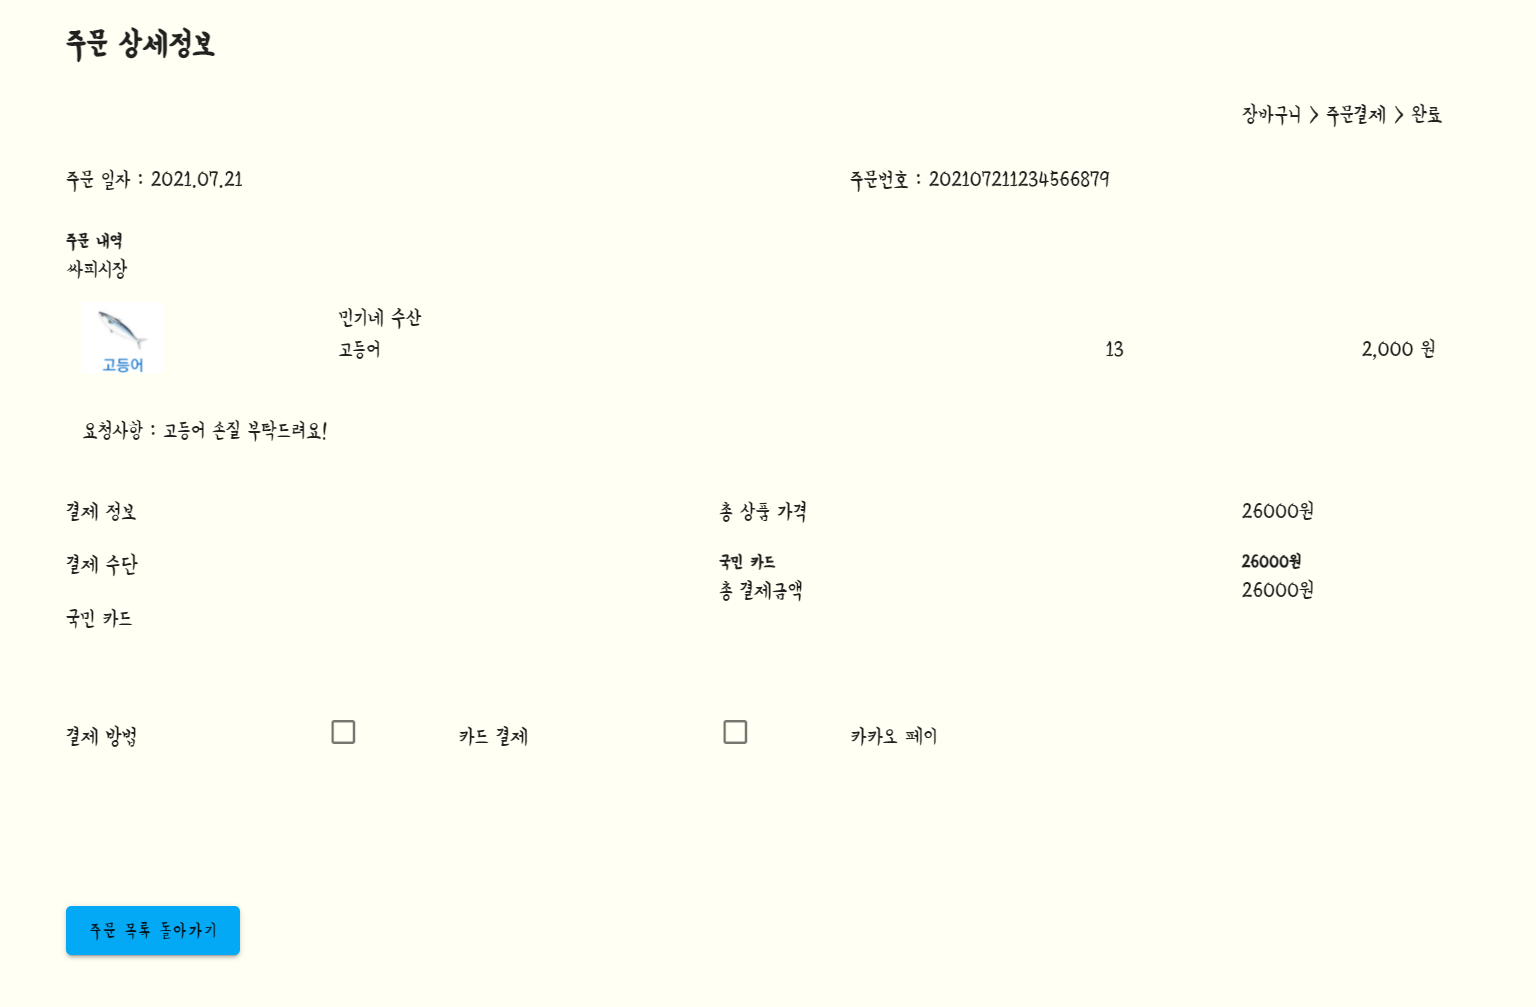 주문 상세정보
장바구니 > 주문결제 > 완료
주문 일자 : 2021.07.21
주문번호 : 202107211234566879
주문 내역
싸피시장
고등어
민기네 수산
고등어 13 2,000 원
요청사항 : 고등어 손질 부탁드려요!
결제 정보
총 상품 가격 26000원
결제 수단
국민 카드 26000원
총 결제금액 26000원
국민 카드
결제 방법 카드 결제 카카오 페이
주문 목록 돌아가기